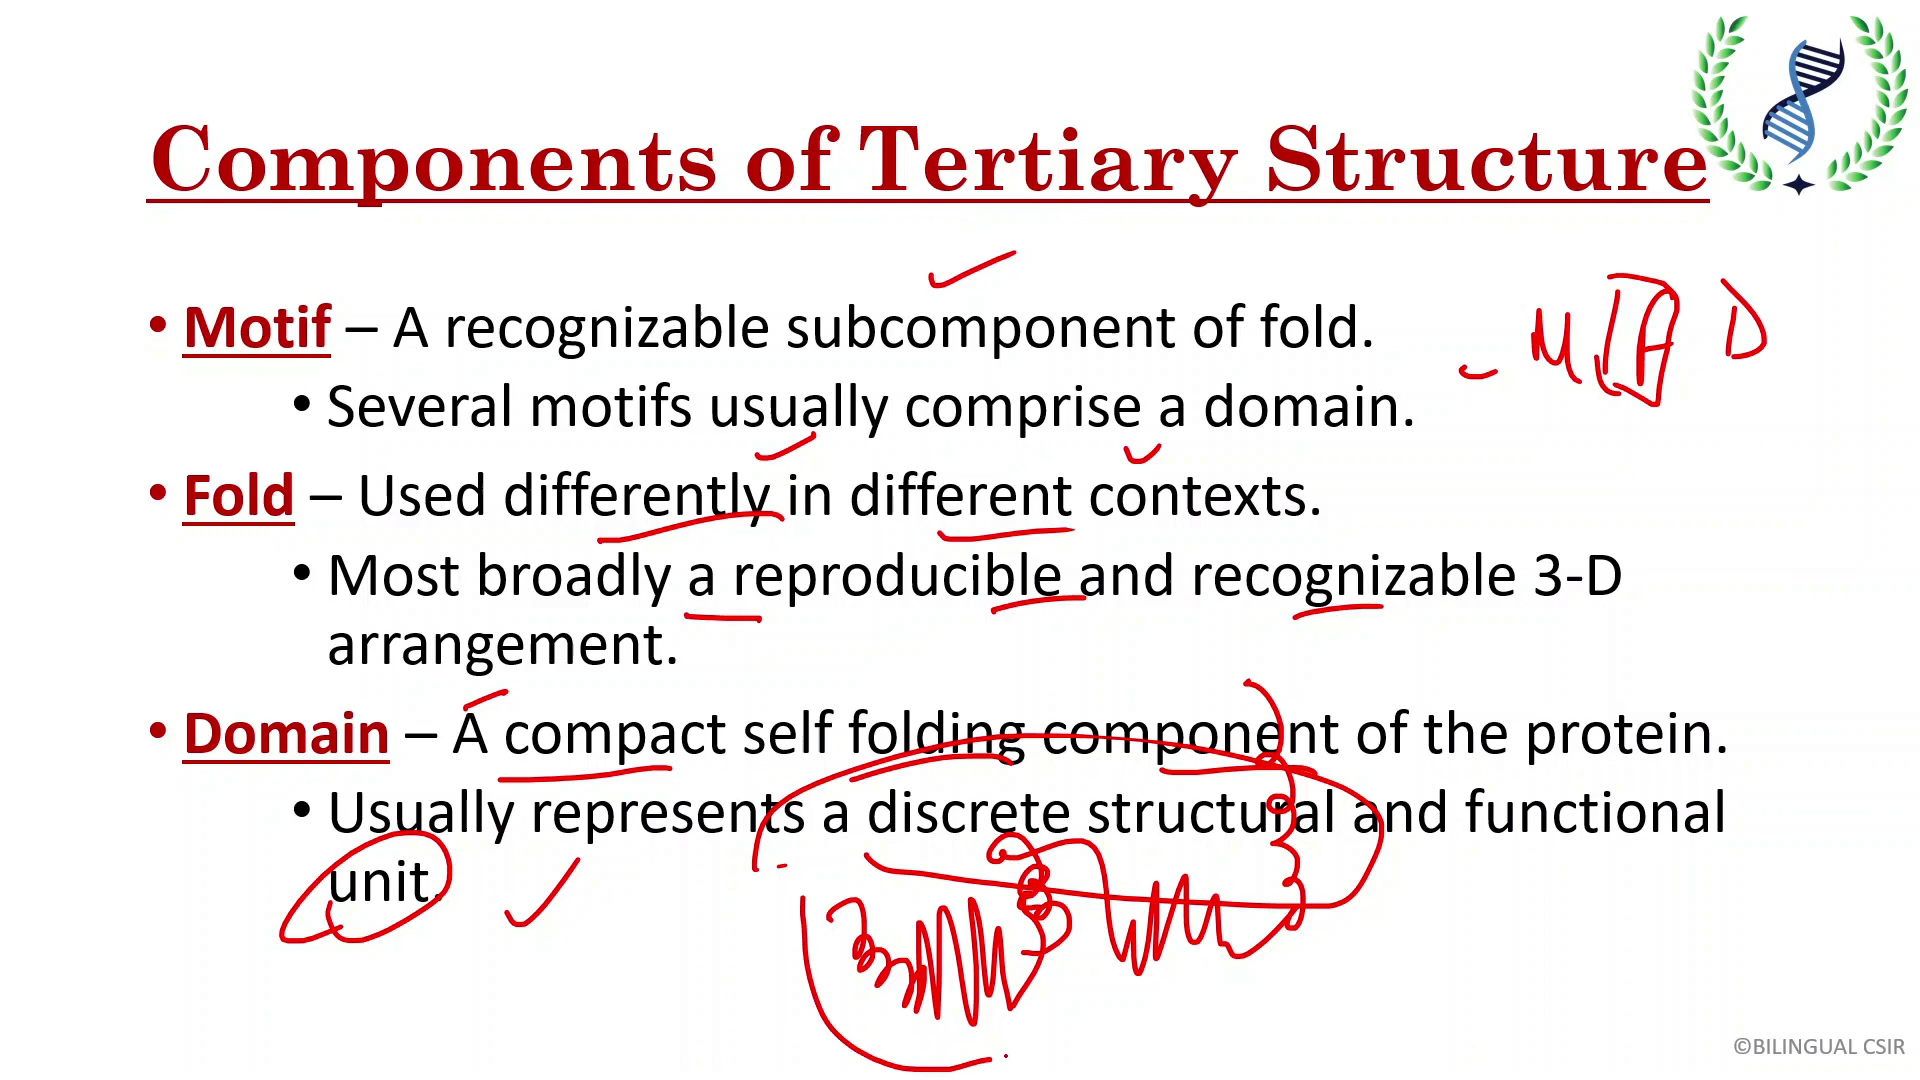 Components of Tertiary Structure
• Motif – A recognizable subcomponent of fold.
M F D
• Several motifs usually comprise a domain.
• Fold – Used differently in different contexts.
• Most broadly a reproducible and recognizable 3-D
arrangement.
• Domain – A compact self folding component of the protein.
• Usually represents a discrete structural and functional
unit.
©BILINGUAL CSIR